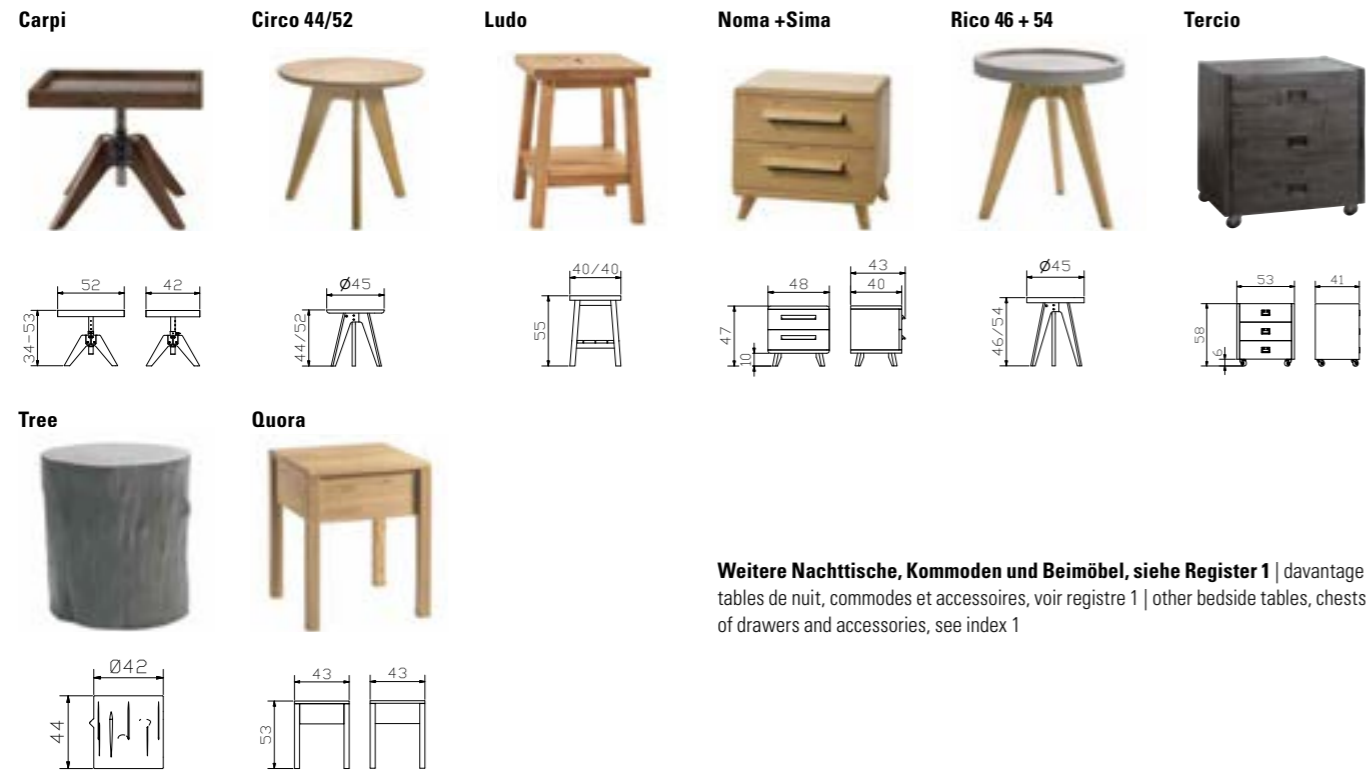 Carpi
Circo 44/52
Ludo
Noma +Sima
Rico 46 + 54
Tercio
52
42
34-53
Ø45
44/52
40/40
55
48
43
40
47
10
Ø45
46/54
53
41
58
6
Tree
Quora
Ø42
44
43
43
53
Weitere Nachttische, Kommoden und Beimöbel, siehe Register 1 | davantage
tables de nuit, commodes et accessoires, voir registre 1 | other bedside tables, chests
of drawers and accessories, see index 1